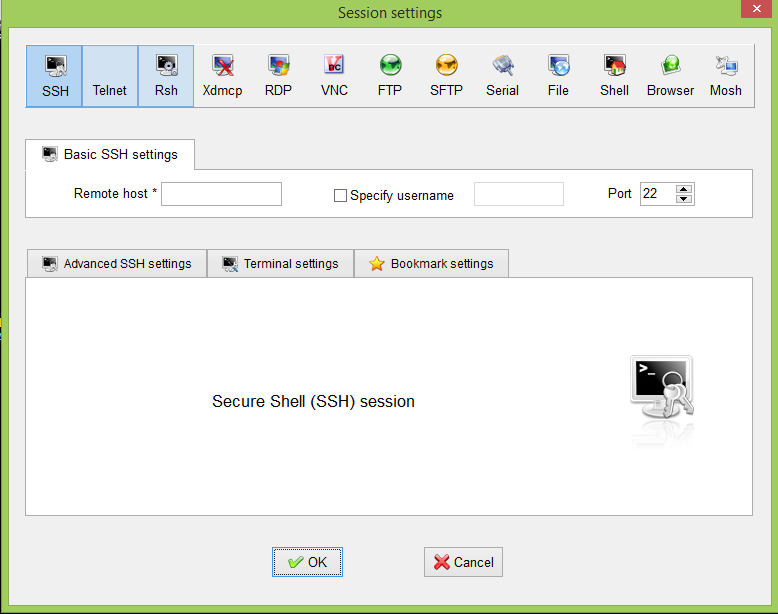 Session settings
SSH Telnet Rsh Xdmcp RDP VNC FTP SFTP Serial File Shell Browser Mosh
Basic SSH settings
Remote host * Specify username Port 22
Advanced SSH settings Terminal settings Bookmark settings
Secure Shell (SSH) session
OK Cancel